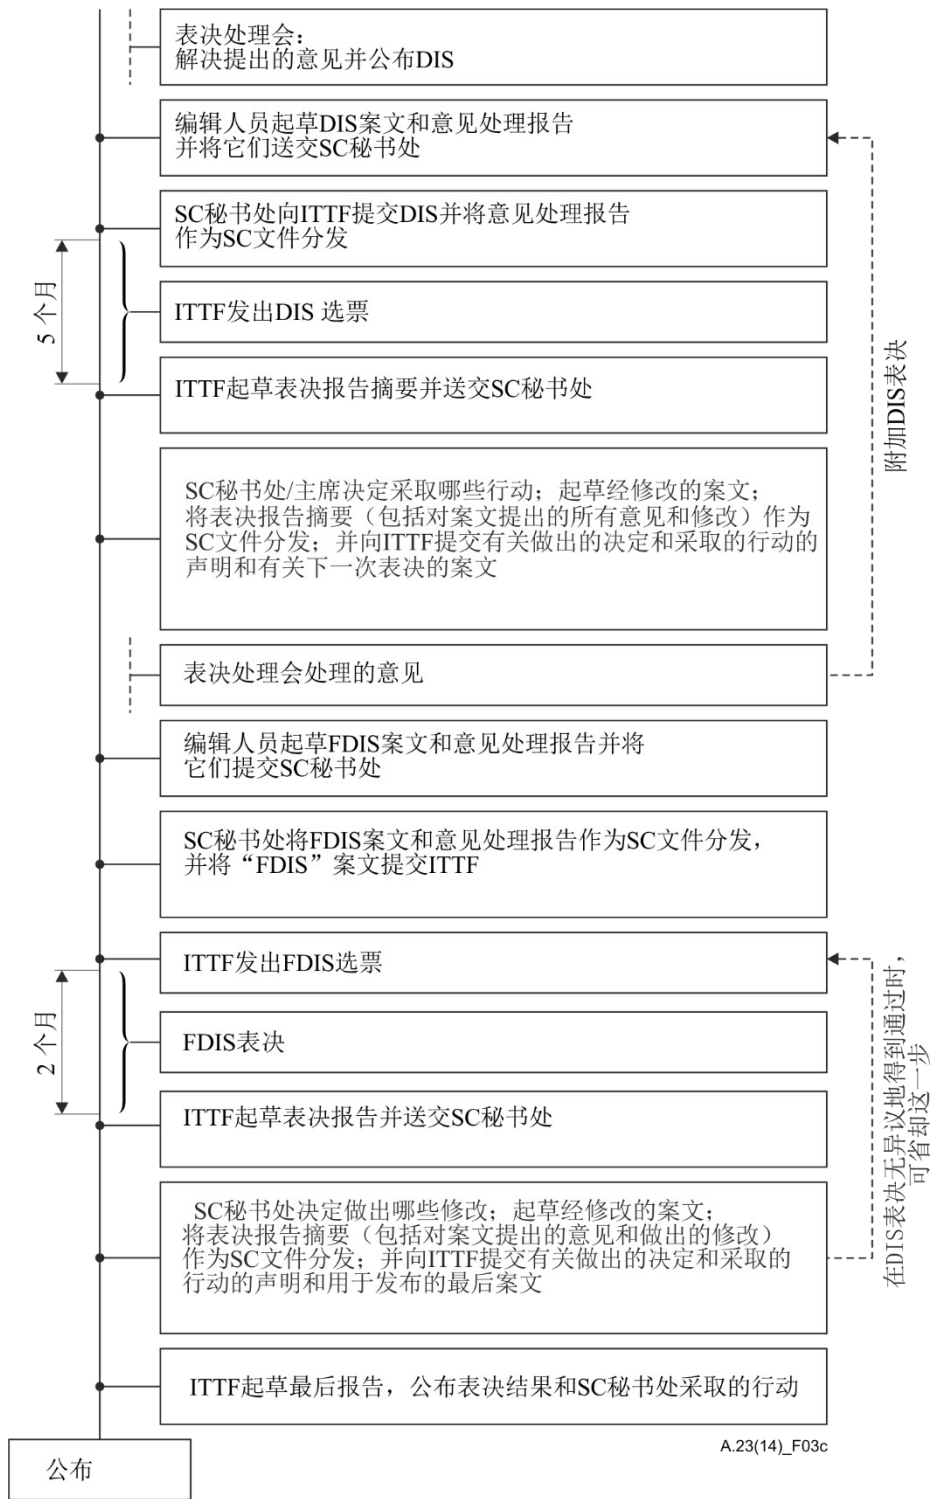 表决处理会：
解决提出的意见并公布DIS
编辑人员起草DIS案文和意见处理报告
并将它们送交SC秘书处
SC秘书处向ITTF提交DIS并将意见处理报告
作为SC文件分发
5 个月
ITTF发出DIS 选票
ITTF起草表决报告摘要并送交SC秘书处
附加DIS表决
SC秘书处/主席决定采取哪些行动；起草经修改的案文；
将表决报告摘要（包括对案文提出的所有意见和修改）作为
SC文件分发；并向ITTF提交有关做出的决定和采取的行动的
声明和有关下一次表决的案文
表决处理会处理的意见
编辑人员起草FDIS案文和意见处理报告并将
它们提交SC秘书处
SC秘书处将FDIS案文和意见处理报告作为SC文件分发，
并将“FDIS”案文提交ITTF
ITTF发出FDIS选票
2 个月
FDIS表决
ITTF起草表决报告并送交SC秘书处
在DIS表决无异议地得到通过时，
可省却这一步
SC秘书处决定做出哪些修改；起草经修改的案文；
将表决报告摘要（包括对案文提出的意见和做出的修改）
作为SC文件分发；并向ITTF提交有关做出的决定和采取的
行动的声明和用于发布的最后案文
ITTF起草最后报告，公布表决结果和SC秘书处采取的行动
A.23(14)_F03c
公布